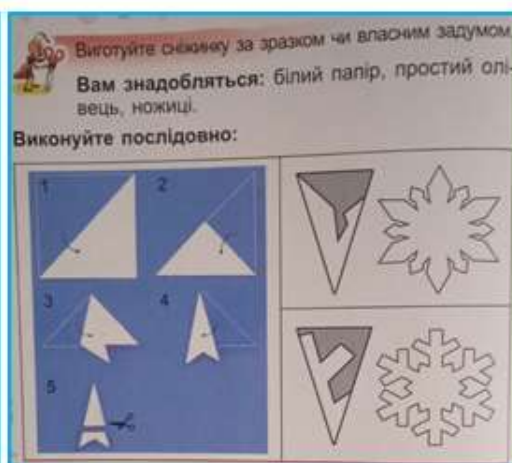 Виготуйте сніжинку за зразком чи власним задумом.
Вам знадобляться: білий папір, простий олі-
вець, ножиці.
Виконуйте послідовно:
1
2
3
4
5